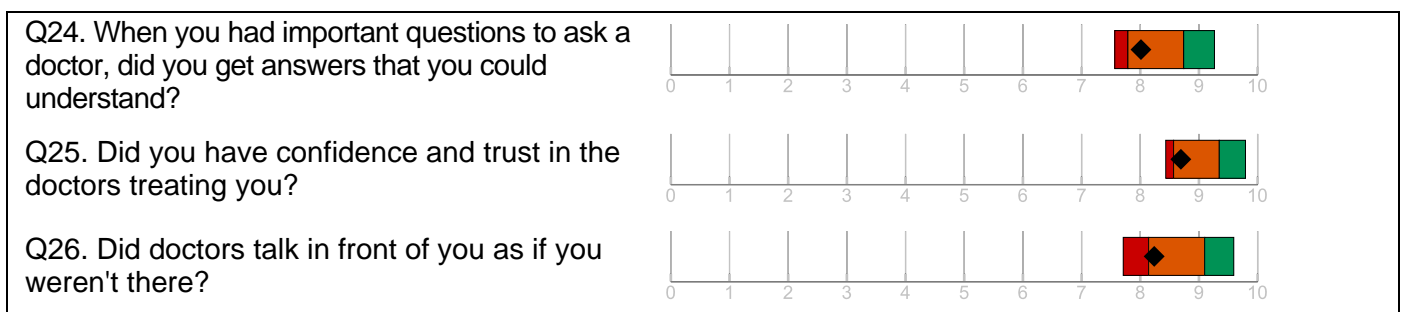 Q24. When you had important questions to ask a
doctor, did you get answers that you could
understand?
0 1 2 3 4 5 6 7 8 9 10
Q25. Did you have confidence and trust in the
doctors treating you?
0 1 2 3 4 5 6 7 8 9 10
Q26. Did doctors talk in front of you as if you
weren't there?
0 1 2 3 4 5 6 7 8 9 10